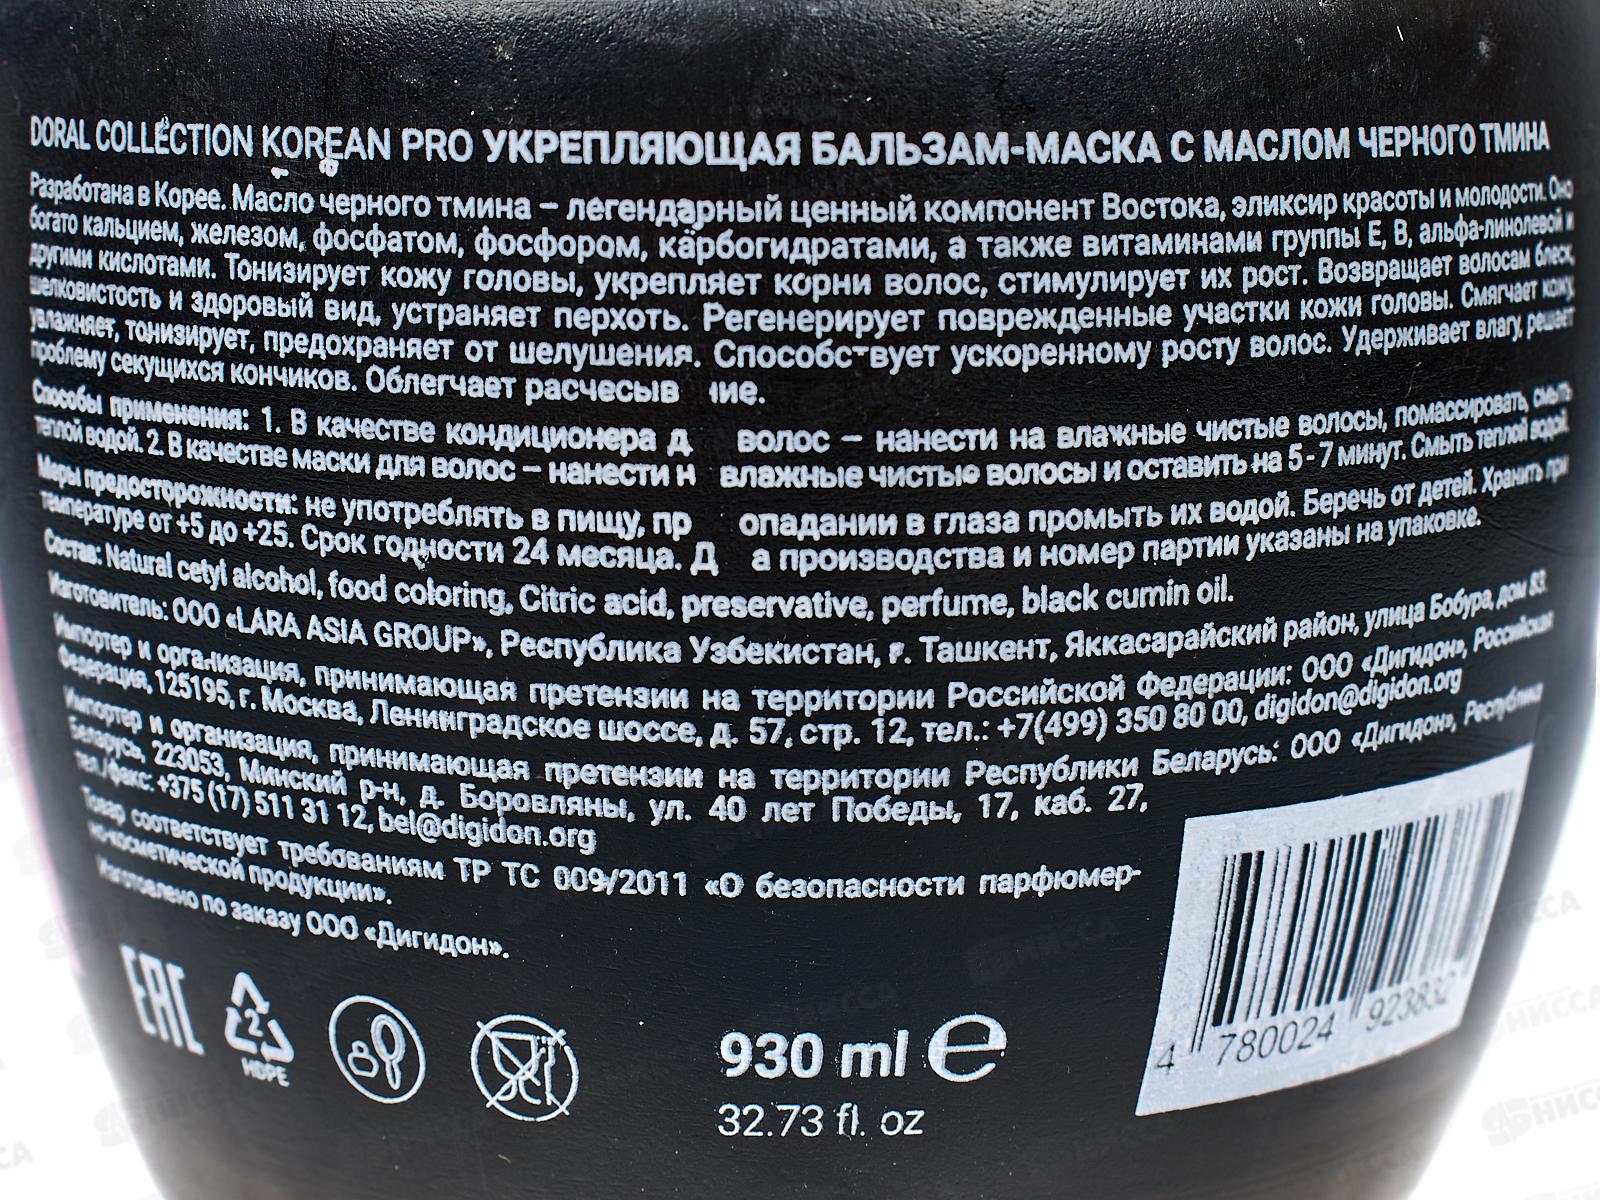 DORAL COLLECTION KOREAN PRO УКРЕПЛЯЮЩАЯ БАЛЬЗАМ-МАСКА С МАСЛОМ ЧЕРНОГО ТМИНА
Разработана в Корее. Масло черного тмина – легендарный ценный компонент Востока, эликсир красоты и молодости. Оно
богато кальцием, железом, фосфатом, фосфором, карбогидратами, а также витаминами группы E, B, альфа-линолевой и
другими кислотами. Тонизирует кожу головы, укрепляет корни волос, стимулирует их рост. Возвращает волосам блеск,
шелковистость и здоровый вид, устраняет перхоть. Регенерирует поврежденные участки кожи головы. Смягчает кожу,
увлажняет, тонизирует, предохраняет от шелушения. Способствует ускоренному росту волос. Удерживает влагу, решает
проблему секущихся кончиков. Облегчает расчесыв ие.
Способы применения: 1. В качестве кондиционера д волос – нанести на влажные чистые волосы, помассировать, смыть
теплой водой. 2. В качестве маски для волос – нанести н влажные чистые волосы и оставить на 5-7 минут. Смыть теплой водой.
Меры предосторожности: не употреблять в пищу, пр опадании в глаза промыть их водой. Беречь от детей. Хранить при
температуре от +5 до +25. Срок годности 24 месяца. Д а производства и номер партии указаны на упаковке.
Состав: Natural cetyl alcohol, food coloring, Citric acid, preservative, perfume, black cumin oil.
Изготовитель: ООО «LARA ASIA GROUP», Республика Узбекистан, г. Ташкент, Яккасарайский район, улица Бобура, дом 83.
Импортер и организация, принимающая претензии на территории Российской Федерации: ООО «Дигидон», Российская
Федерация, 125195, г. Москва, Ленинградское шоссе, д. 57, стр. 12, тел.: +7(499) 350 80 00, digidon@digidon.org
Импортер и организация, принимающая претензии на территории Республики Беларусь: ООО «Дигидон», Республика
Беларусь, 223053, Минский р-н, д. Боровляны, ул. 40 лет Победы, 17, каб. 27,
тел./факс: +375 (17) 511 31 12, bel@digidon.org
Товар соответствует требованиям ТР ТС 009/2011 «О безопасности парфюмер-
но-косметической продукции».
Изготовлено по заказу ООО «Дигидон».
EAC
2
HDPE
930 ml e
32.73 fl. oz
4 780024 923832
НИССА